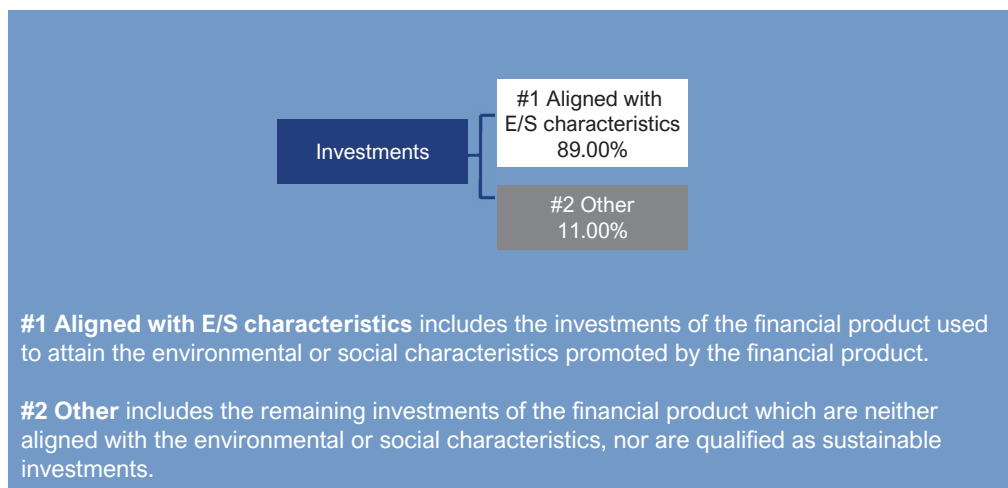 #1 Aligned with
E/S characteristics
89.00%
Investments
#2 Other
11.00%
#1 Aligned with E/S characteristics includes the investments of the financial product used
to attain the environmental or social characteristics promoted by the financial product.
#2 Other includes the remaining investments of the financial product which are neither
aligned with the environmental or social characteristics, nor are qualified as sustainable
investments.